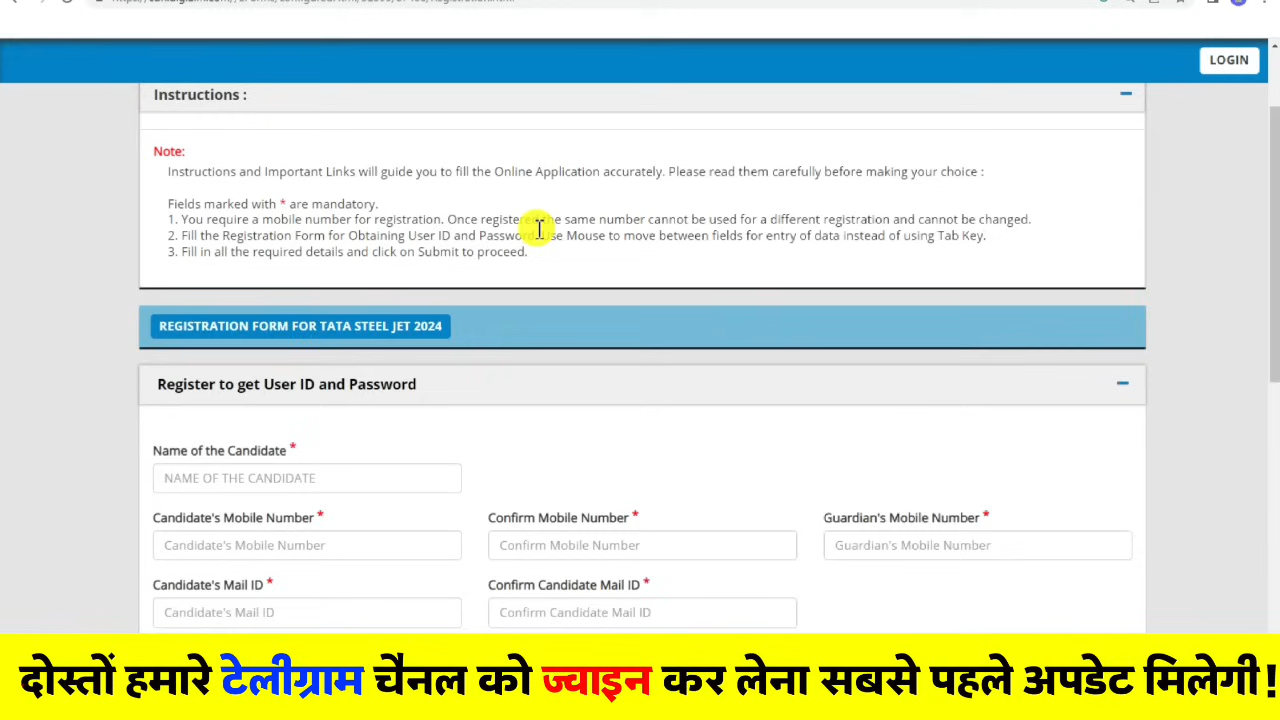 LOGIN
Instructions :
Note:
Instructions and Important Links will guide you to fill the Online Application accurately. Please read them carefully before making your choice :
Fields marked with * are mandatory.
1. You require a mobile number for registration. Once registered the same number cannot be used for a different registration and cannot be changed.
2. Fill the Registration Form for Obtaining User ID and Password. Use Mouse to move between fields for entry of data instead of using Tab Key.
3. Fill in all the required details and click on Submit to proceed.
REGISTRATION FORM FOR TATA STEEL JET 2024
Register to get User ID and Password
Name of the Candidate *
NAME OF THE CANDIDATE
Candidate's Mobile Number * Confirm Mobile Number * Guardian's Mobile Number *
Candidate's Mobile Number Confirm Mobile Number Guardian's Mobile Number
Candidate's Mail ID * Confirm Candidate Mail ID *
Candidate's Mail ID Confirm Candidate Mail ID
दोस्तों हमारे टेलीग्राम चैनल को ज्वाइन कर लेना सबसे पहले अपडेट मिलेगी!